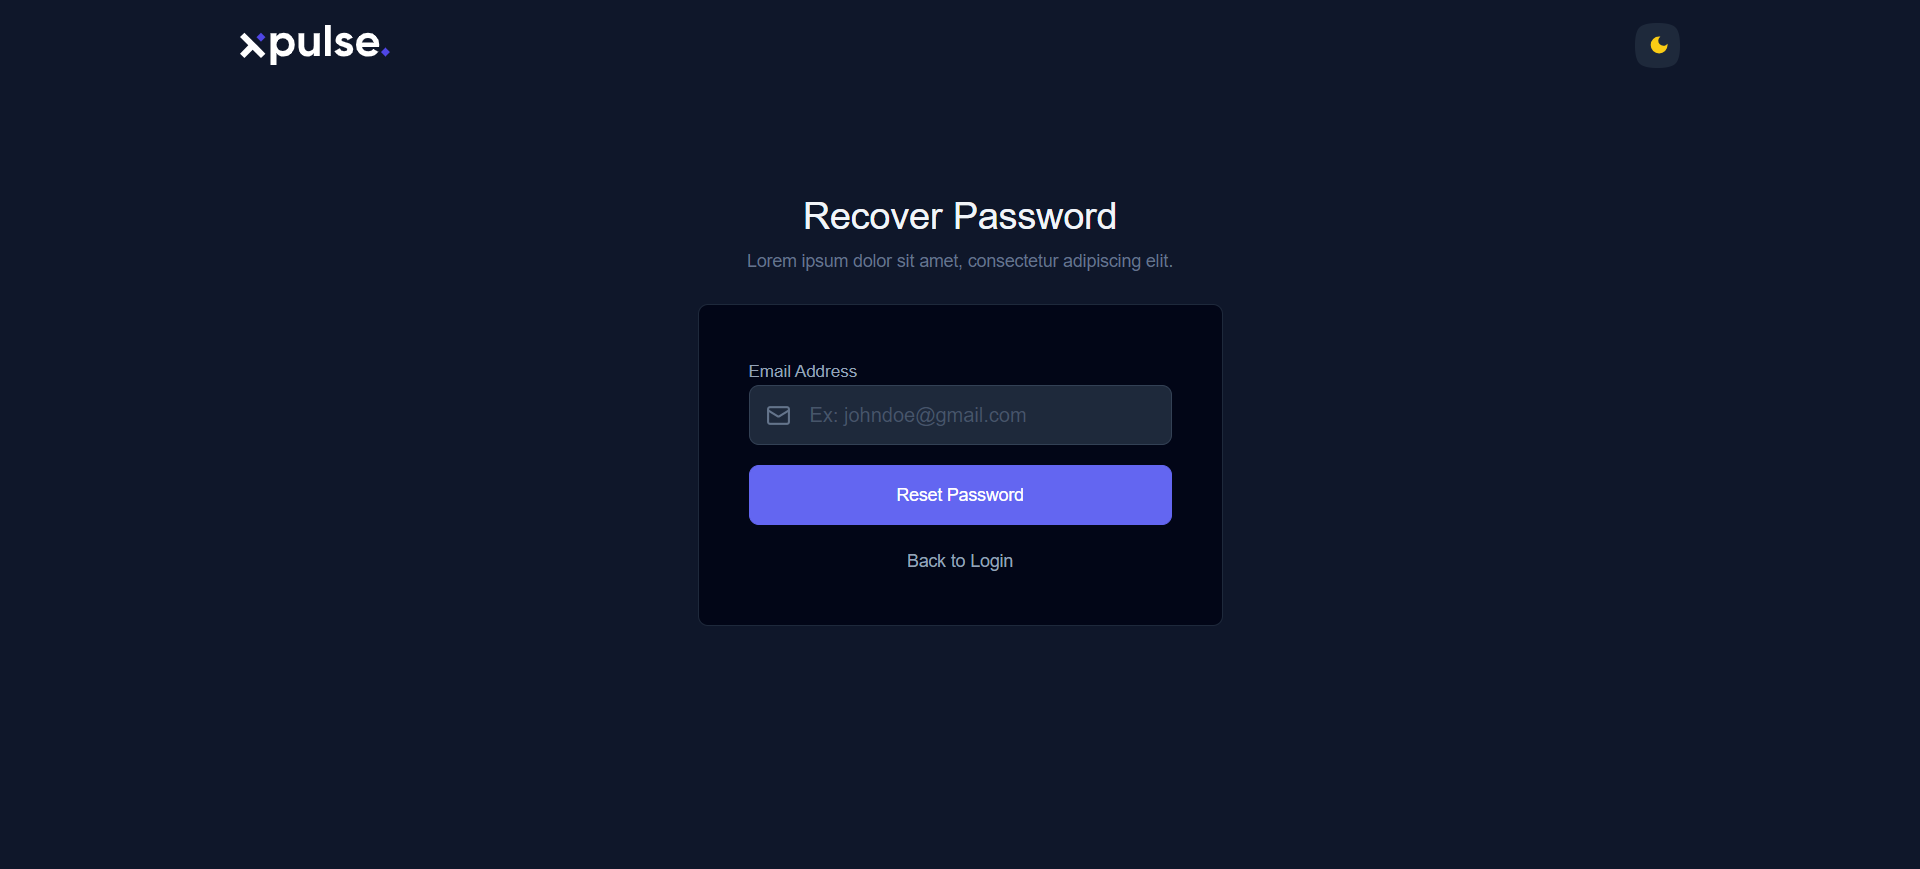 xpulse.
Recover Password
Lorem ipsum dolor sit amet, consectetur adipiscing elit.
Email Address
Ex: johndoe@gmail.com
Reset Password
Back to Login